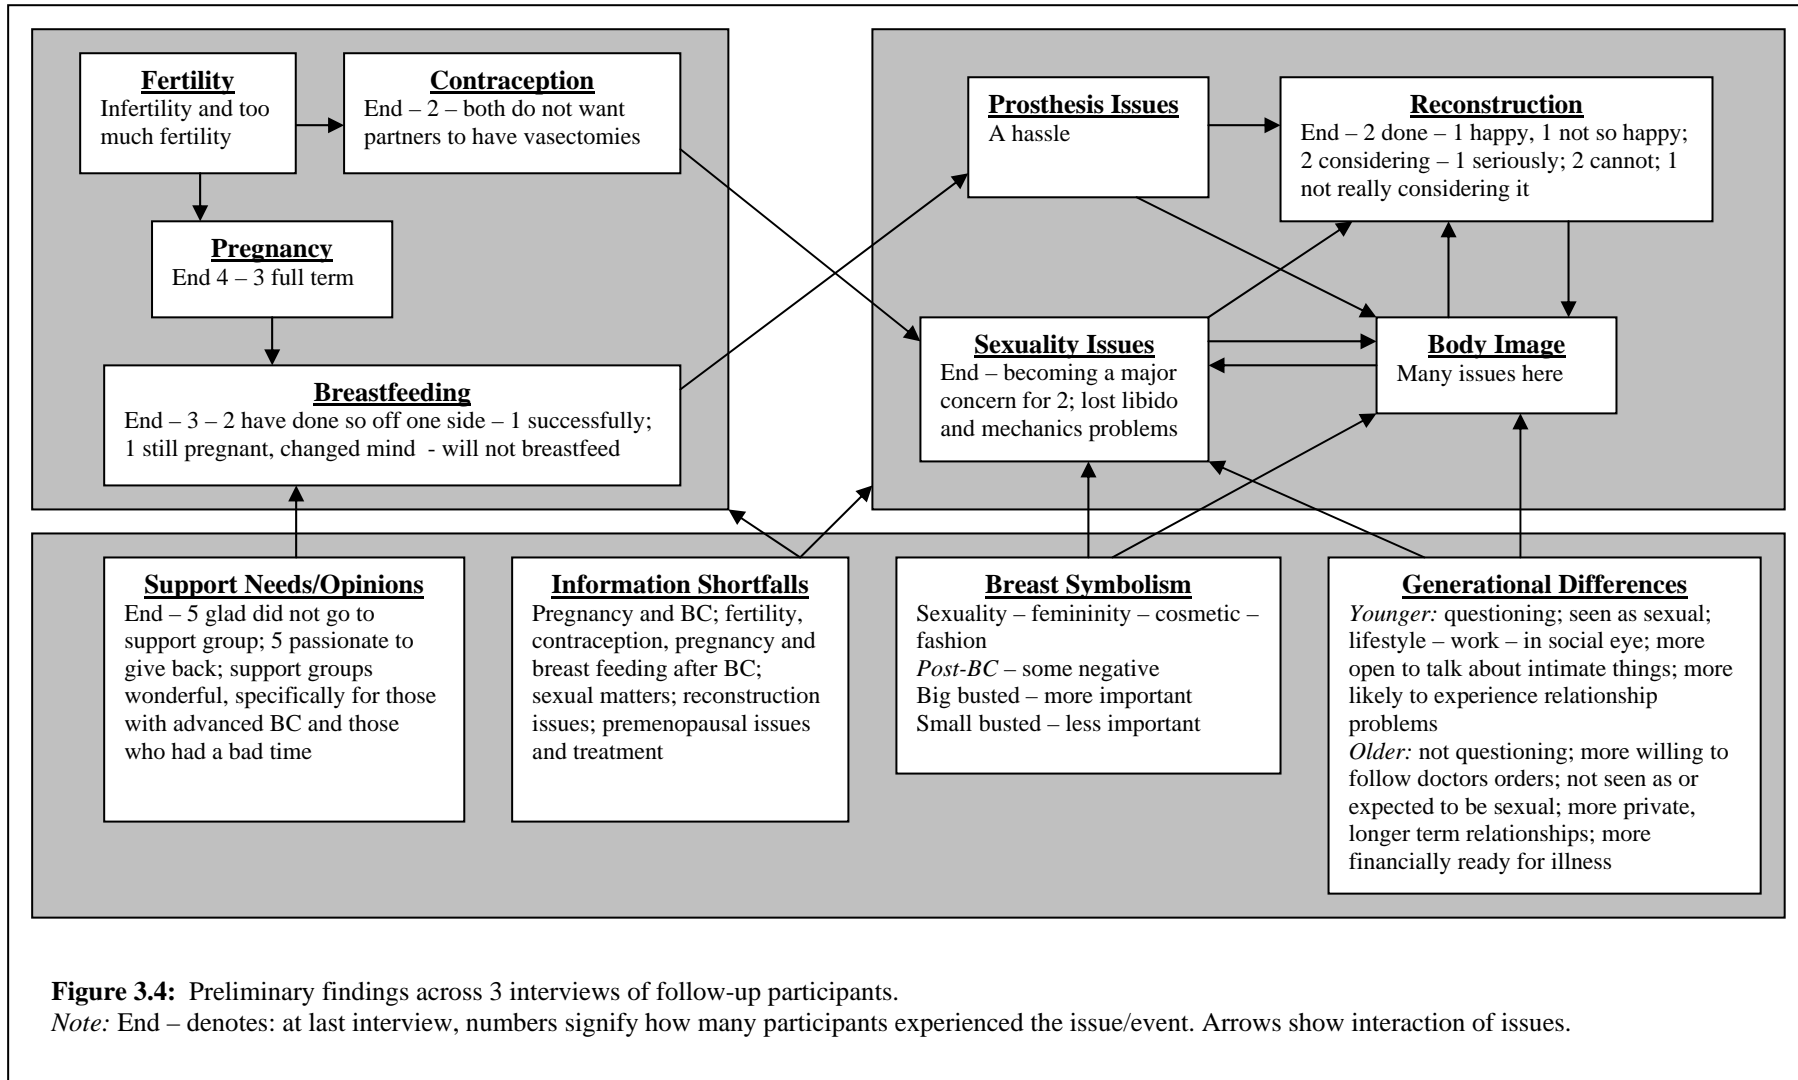 Fertility
Infertility and too
much fertility
Contraception
End – 2 – both do not want
partners to have vasectomies
Pregnancy
End 4 – 3 full term
Breastfeeding
End – 3 – 2 have done so off one side – 1 successfully;
1 still pregnant, changed mind  - will not breastfeed
Prosthesis Issues
A hassle
Reconstruction
End – 2 done – 1 happy, 1 not so happy;
2 considering – 1 seriously; 2 cannot; 1
not really considering it
Sexuality Issues
End – becoming a major
concern for 2; lost libido
and mechanics problems
Body Image
Many issues here
Support Needs/Opinions
End – 5 glad did not go to
support group; 5 passionate to
give back; support groups
wonderful, specifically for those
with advanced BC and those
who had a bad time
Information Shortfalls
Pregnancy and BC; fertility,
contraception, pregnancy and
breast feeding after BC;
sexual matters; reconstruction
issues; premenopausal issues
and treatment
Breast Symbolism
Sexuality – femininity – cosmetic –
fashion
Post-BC – some negative
Big busted – more important
Small busted – less important
Generational Differences
Younger: questioning; seen as sexual;
lifestyle – work – in social eye; more
open to talk about intimate things; more
likely to experience relationship
problems
Older: not questioning; more willing to
follow doctors orders; not seen as or
expected to be sexual; more private,
longer term relationships; more
financially ready for illness
Figure 3.4:  Preliminary findings across 3 interviews of follow-up participants.
Note: End – denotes: at last interview, numbers signify how many participants experienced the issue/event. Arrows show interaction of issues.